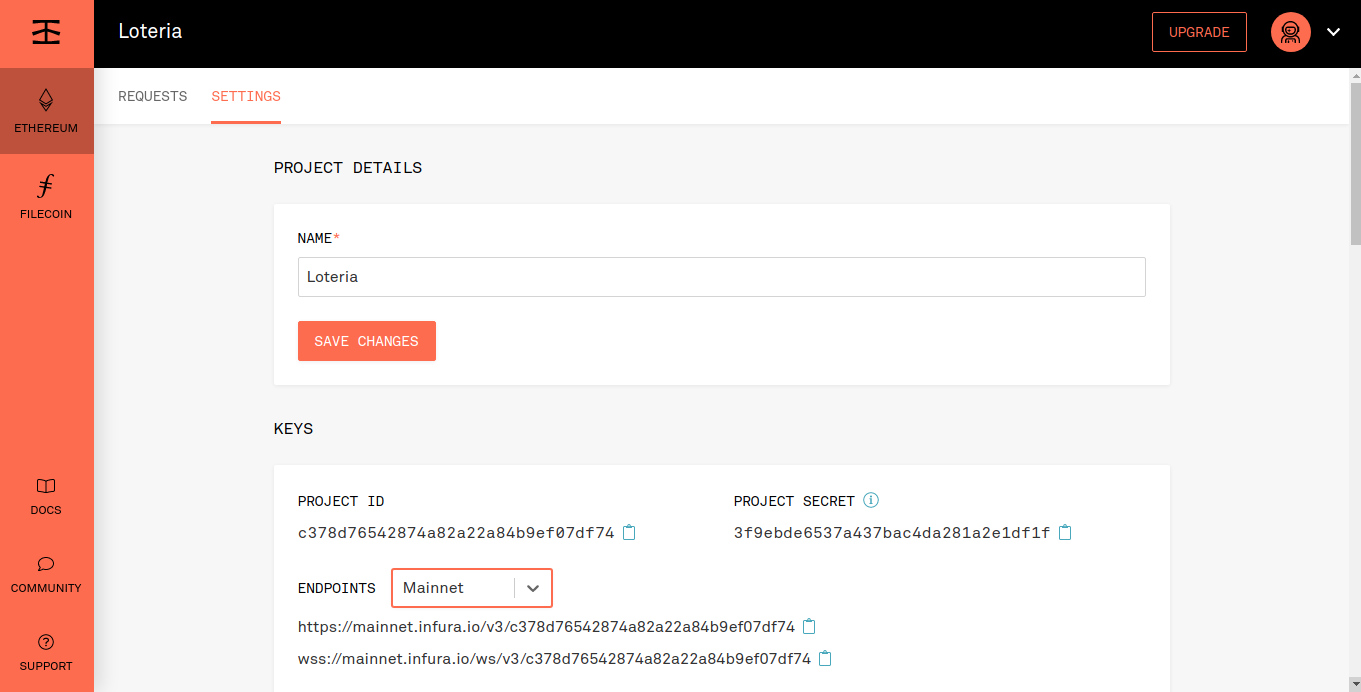 Loteria
UPGRADE
ETHEREUM
FILECOIN
DOCS
COMMUNITY
SUPPORT
REQUESTS SETTINGS
PROJECT DETAILS
NAME*
Loteria
SAVE CHANGES
KEYS
PROJECT ID
c378d76542874a82a22a84b9ef07df74
PROJECT SECRET
3f9ebde6537a437bac4da281a2e1df1f
ENDPOINTS Mainnet
https://mainnet.infura.io/v3/c378d76542874a82a22a84b9ef07df74
wss://mainnet.infura.io/ws/v3/c378d76542874a82a22a84b9ef07df74